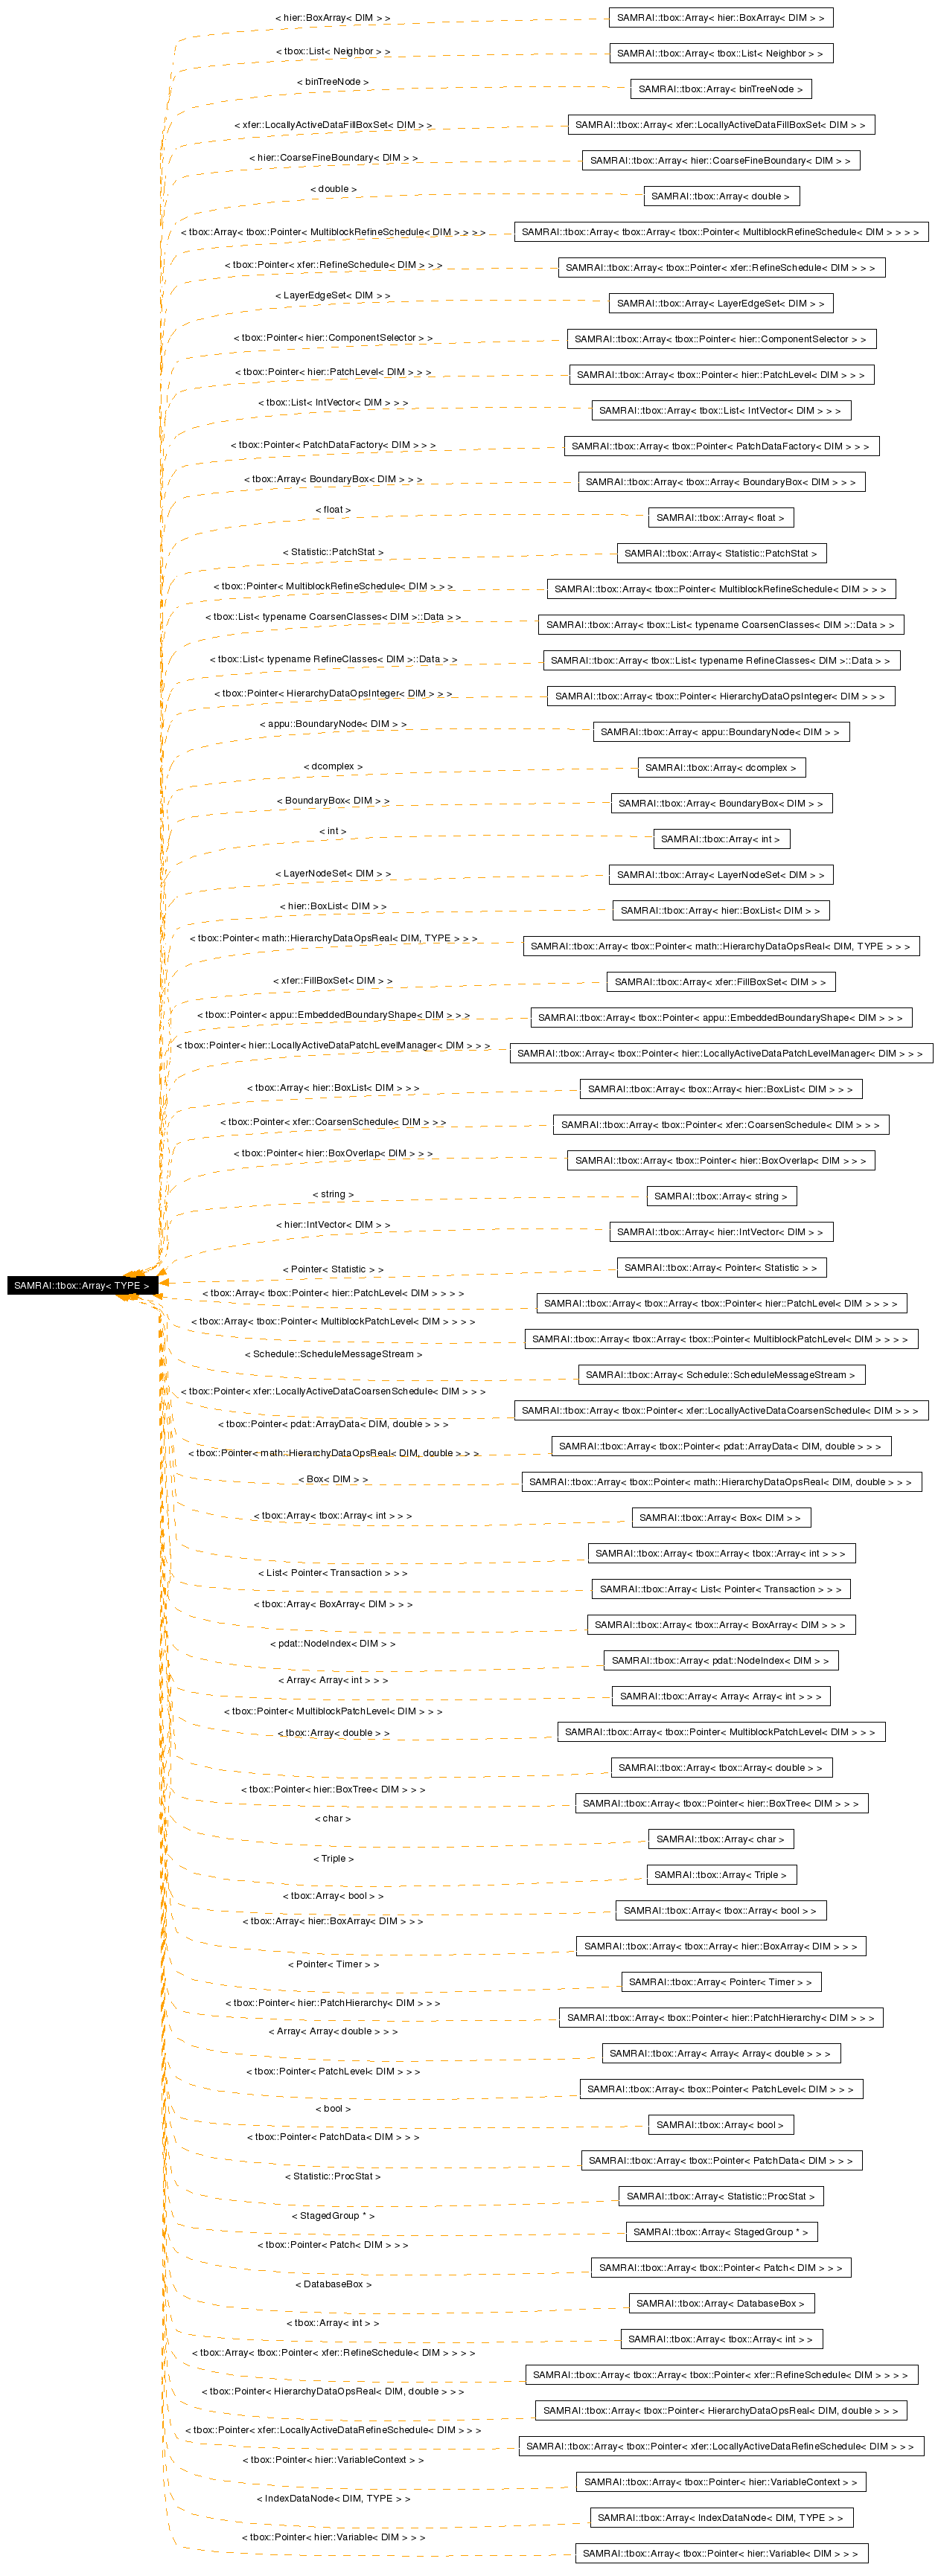 < hier::BoxArray< DIM > >
SAMRAI::tbox::Array< hier::BoxArray< DIM > >
< tbox::List< Neighbor > >
SAMRAI::tbox::Array< tbox::List< Neighbor > >
< binTreeNode >
SAMRAI::tbox::Array< binTreeNode >
< xfer::LocallyActiveDataFillBoxSet< DIM > >
SAMRAI::tbox::Array< xfer::LocallyActiveDataFillBoxSet< DIM > >
< hier::CoarseFineBoundary< DIM > >
SAMRAI::tbox::Array< hier::CoarseFineBoundary< DIM > >
< double >
SAMRAI::tbox::Array< double >
< tbox::Array< tbox::Pointer< MultiblockRefineSchedule< DIM > > > >
SAMRAI::tbox::Array< tbox::Array< tbox::Pointer< MultiblockRefineSchedule< DIM > > > >
< tbox::Pointer< xfer::RefineSchedule< DIM > > >
SAMRAI::tbox::Array< tbox::Pointer< xfer::RefineSchedule< DIM > > >
< LayerEdgeSet< DIM > >
SAMRAI::tbox::Array< LayerEdgeSet< DIM > >
< tbox::Pointer< hier::ComponentSelector > >
SAMRAI::tbox::Array< tbox::Pointer< hier::ComponentSelector > >
< tbox::Pointer< hier::PatchLevel< DIM > > >
SAMRAI::tbox::Array< tbox::Pointer< hier::PatchLevel< DIM > > >
< tbox::List< IntVector< DIM > > >
SAMRAI::tbox::Array< tbox::List< IntVector< DIM > > >
< tbox::Pointer< PatchDataFactory< DIM > > >
SAMRAI::tbox::Array< tbox::Pointer< PatchDataFactory< DIM > > >
< tbox::Array< BoundaryBox< DIM > > >
SAMRAI::tbox::Array< tbox::Array< BoundaryBox< DIM > > >
< float >
SAMRAI::tbox::Array< float >
< Statistic::PatchStat >
SAMRAI::tbox::Array< Statistic::PatchStat >
< tbox::Pointer< MultiblockRefineSchedule< DIM > > >
SAMRAI::tbox::Array< tbox::Pointer< MultiblockRefineSchedule< DIM > > >
< tbox::List< typename CoarsenClasses< DIM >::Data > >
SAMRAI::tbox::Array< tbox::List< typename CoarsenClasses< DIM >::Data > >
< tbox::List< typename RefineClasses< DIM >::Data > >
SAMRAI::tbox::Array< tbox::List< typename RefineClasses< DIM >::Data > >
< tbox::Pointer< HierarchyDataOpsInteger< DIM > > >
SAMRAI::tbox::Array< tbox::Pointer< HierarchyDataOpsInteger< DIM > > >
< appu::BoundaryNode< DIM > >
SAMRAI::tbox::Array< appu::BoundaryNode< DIM > >
< dcomplex >
SAMRAI::tbox::Array< dcomplex >
< BoundaryBox< DIM > >
SAMRAI::tbox::Array< BoundaryBox< DIM > >
< int >
SAMRAI::tbox::Array< int >
< LayerNodeSet< DIM > >
SAMRAI::tbox::Array< LayerNodeSet< DIM > >
< hier::BoxList< DIM > >
SAMRAI::tbox::Array< hier::BoxList< DIM > >
< tbox::Pointer< math::HierarchyDataOpsReal< DIM, TYPE > > >
SAMRAI::tbox::Array< tbox::Pointer< math::HierarchyDataOpsReal< DIM, TYPE > > >
< xfer::FillBoxSet< DIM > >
SAMRAI::tbox::Array< xfer::FillBoxSet< DIM > >
< tbox::Pointer< appu::EmbeddedBoundaryShape< DIM > > >
SAMRAI::tbox::Array< tbox::Pointer< appu::EmbeddedBoundaryShape< DIM > > >
< tbox::Pointer< hier::LocallyActiveDataPatchLevelManager< DIM > > >
SAMRAI::tbox::Array< tbox::Pointer< hier::LocallyActiveDataPatchLevelManager< DIM > > >
< tbox::Array< hier::BoxList< DIM > > >
SAMRAI::tbox::Array< tbox::Array< hier::BoxList< DIM > > >
< tbox::Pointer< xfer::CoarsenSchedule< DIM > > >
SAMRAI::tbox::Array< tbox::Pointer< xfer::CoarsenSchedule< DIM > > >
< tbox::Pointer< hier::BoxOverlap< DIM > > >
SAMRAI::tbox::Array< tbox::Pointer< hier::BoxOverlap< DIM > > >
< string >
SAMRAI::tbox::Array< string >
< hier::IntVector< DIM > >
SAMRAI::tbox::Array< hier::IntVector< DIM > >
< Pointer< Statistic > >
SAMRAI::tbox::Array< Pointer< Statistic > >
SAMRAI::tbox::Array< TYPE >
< tbox::Array< tbox::Pointer< hier::PatchLevel< DIM > > > >
SAMRAI::tbox::Array< tbox::Array< tbox::Pointer< hier::PatchLevel< DIM > > > >
< tbox::Array< tbox::Pointer< MultiblockPatchLevel< DIM > > > >
SAMRAI::tbox::Array< tbox::Array< tbox::Pointer< MultiblockPatchLevel< DIM > > > >
< Schedule::ScheduleMessageStream >
SAMRAI::tbox::Array< Schedule::ScheduleMessageStream >
< tbox::Pointer< xfer::LocallyActiveDataCoarsenSchedule< DIM > > >
SAMRAI::tbox::Array< tbox::Pointer< xfer::LocallyActiveDataCoarsenSchedule< DIM > > >
< tbox::Pointer< pdat::ArrayData< DIM, double > > >
SAMRAI::tbox::Array< tbox::Pointer< pdat::ArrayData< DIM, double > > >
< tbox::Pointer< math::HierarchyDataOpsReal< DIM, double > > >
SAMRAI::tbox::Array< tbox::Pointer< math::HierarchyDataOpsReal< DIM, double > > >
< Box< DIM > >
SAMRAI::tbox::Array< Box< DIM > >
< tbox::Array< tbox::Array< int > > >
SAMRAI::tbox::Array< tbox::Array< tbox::Array< int > > >
< List< Pointer< Transaction > > >
SAMRAI::tbox::Array< List< Pointer< Transaction > > >
< tbox::Array< BoxArray< DIM > > >
SAMRAI::tbox::Array< tbox::Array< BoxArray< DIM > > >
< pdat::NodeIndex< DIM > >
SAMRAI::tbox::Array< pdat::NodeIndex< DIM > >
< Array< Array< int > > >
SAMRAI::tbox::Array< Array< Array< int > > >
< tbox::Pointer< MultiblockPatchLevel< DIM > > >
SAMRAI::tbox::Array< tbox::Pointer< MultiblockPatchLevel< DIM > > >
< tbox::Array< double > >
SAMRAI::tbox::Array< tbox::Array< double > >
< tbox::Pointer< hier::BoxTree< DIM > > >
SAMRAI::tbox::Array< tbox::Pointer< hier::BoxTree< DIM > > >
< char >
SAMRAI::tbox::Array< char >
< Triple >
SAMRAI::tbox::Array< Triple >
< tbox::Array< bool > >
SAMRAI::tbox::Array< tbox::Array< bool > >
< tbox::Array< hier::BoxArray< DIM > > >
SAMRAI::tbox::Array< tbox::Array< hier::BoxArray< DIM > > >
< Pointer< Timer > >
SAMRAI::tbox::Array< Pointer< Timer > >
< tbox::Pointer< hier::PatchHierarchy< DIM > > >
SAMRAI::tbox::Array< tbox::Pointer< hier::PatchHierarchy< DIM > > >
< Array< Array< double > > >
SAMRAI::tbox::Array< Array< Array< double > > >
< tbox::Pointer< PatchLevel< DIM > > >
SAMRAI::tbox::Array< tbox::Pointer< PatchLevel< DIM > > >
< bool >
SAMRAI::tbox::Array< bool >
< tbox::Pointer< PatchData< DIM > > >
SAMRAI::tbox::Array< tbox::Pointer< PatchData< DIM > > >
< Statistic::ProcStat >
SAMRAI::tbox::Array< Statistic::ProcStat >
< StagedGroup * >
SAMRAI::tbox::Array< StagedGroup * >
< tbox::Pointer< Patch< DIM > > >
SAMRAI::tbox::Array< tbox::Pointer< Patch< DIM > > >
< DatabaseBox >
SAMRAI::tbox::Array< DatabaseBox >
< tbox::Array< int > >
SAMRAI::tbox::Array< tbox::Array< int > >
< tbox::Array< tbox::Pointer< xfer::RefineSchedule< DIM > > > >
SAMRAI::tbox::Array< tbox::Array< tbox::Pointer< xfer::RefineSchedule< DIM > > > >
< tbox::Pointer< HierarchyDataOpsReal< DIM, double > > >
SAMRAI::tbox::Array< tbox::Pointer< HierarchyDataOpsReal< DIM, double > > >
< tbox::Pointer< xfer::LocallyActiveDataRefineSchedule< DIM > > >
SAMRAI::tbox::Array< tbox::Pointer< xfer::LocallyActiveDataRefineSchedule< DIM > > >
< tbox::Pointer< hier::VariableContext > >
SAMRAI::tbox::Array< tbox::Pointer< hier::VariableContext > >
< IndexDataNode< DIM, TYPE > >
SAMRAI::tbox::Array< IndexDataNode< DIM, TYPE > >
< tbox::Pointer< hier::Variable< DIM > > >
SAMRAI::tbox::Array< tbox::Pointer< hier::Variable< DIM > > >